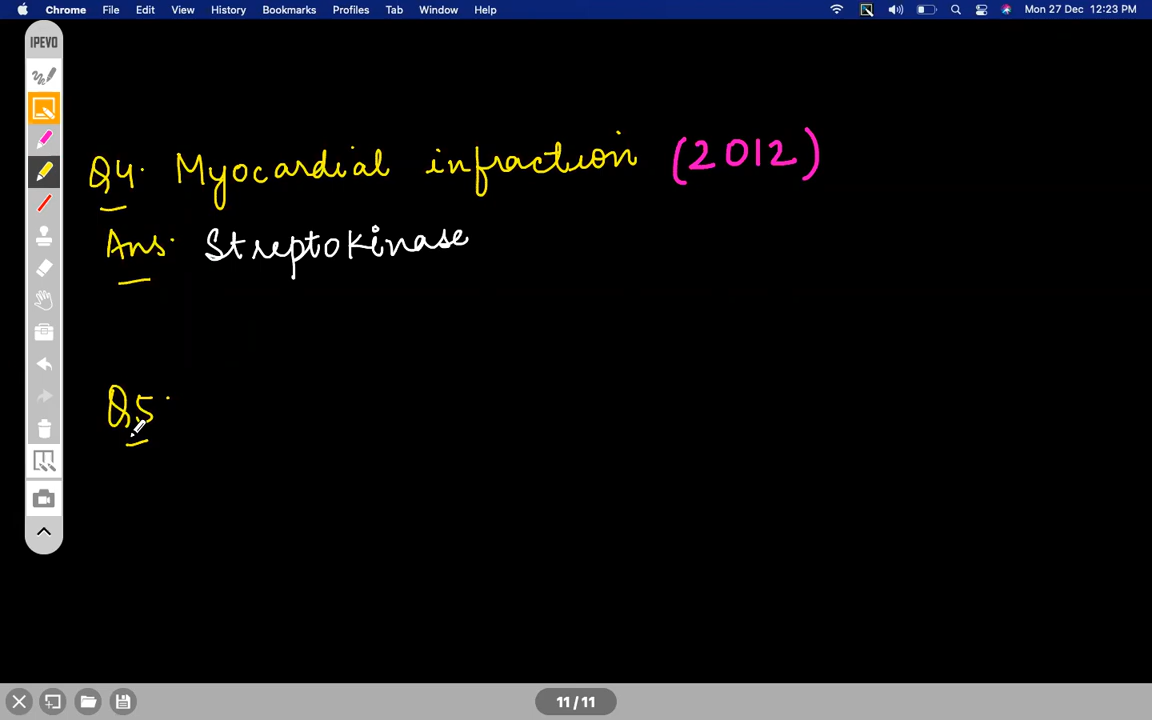 Chrome File Edit View History Bookmarks Profiles Tab Window Help Mon 27 Dec 12:23 PM
IPEVO
Q4. Myocardial infraction (2012)
Ans. Streptokinase
Q5.
11 / 11